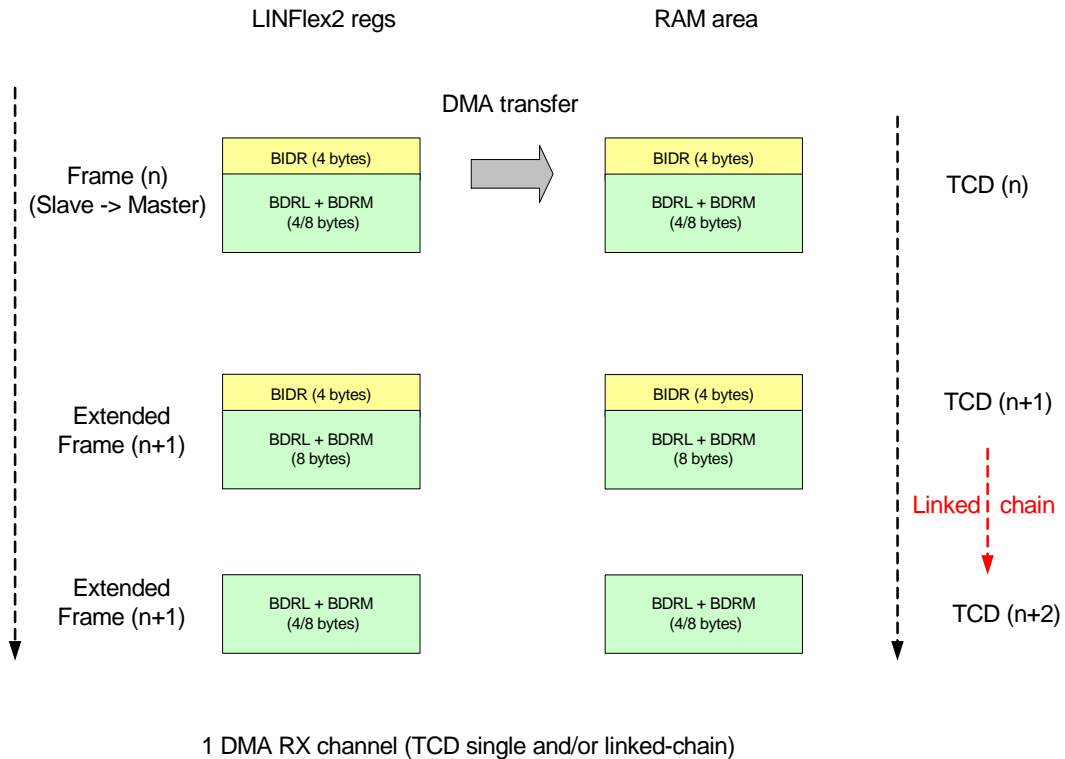 LINFlex2 regs
RAM area
DMA transfer
Frame (n)
(Slave -> Master)
BIDR (4 bytes)
BDRL + BDRM
(4/8 bytes)
BIDR (4 bytes)
BDRL + BDRM
(4/8 bytes)
TCD (n)
Extended
Frame (n+1)
BIDR (4 bytes)
BDRL + BDRM
(8 bytes)
BIDR (4 bytes)
BDRL + BDRM
(8 bytes)
TCD (n+1)
Linked chain
Extended
Frame (n+1)
BDRL + BDRM
(4/8 bytes)
BDRL + BDRM
(4/8 bytes)
TCD (n+2)
1 DMA RX channel (TCD single and/or linked-chain)